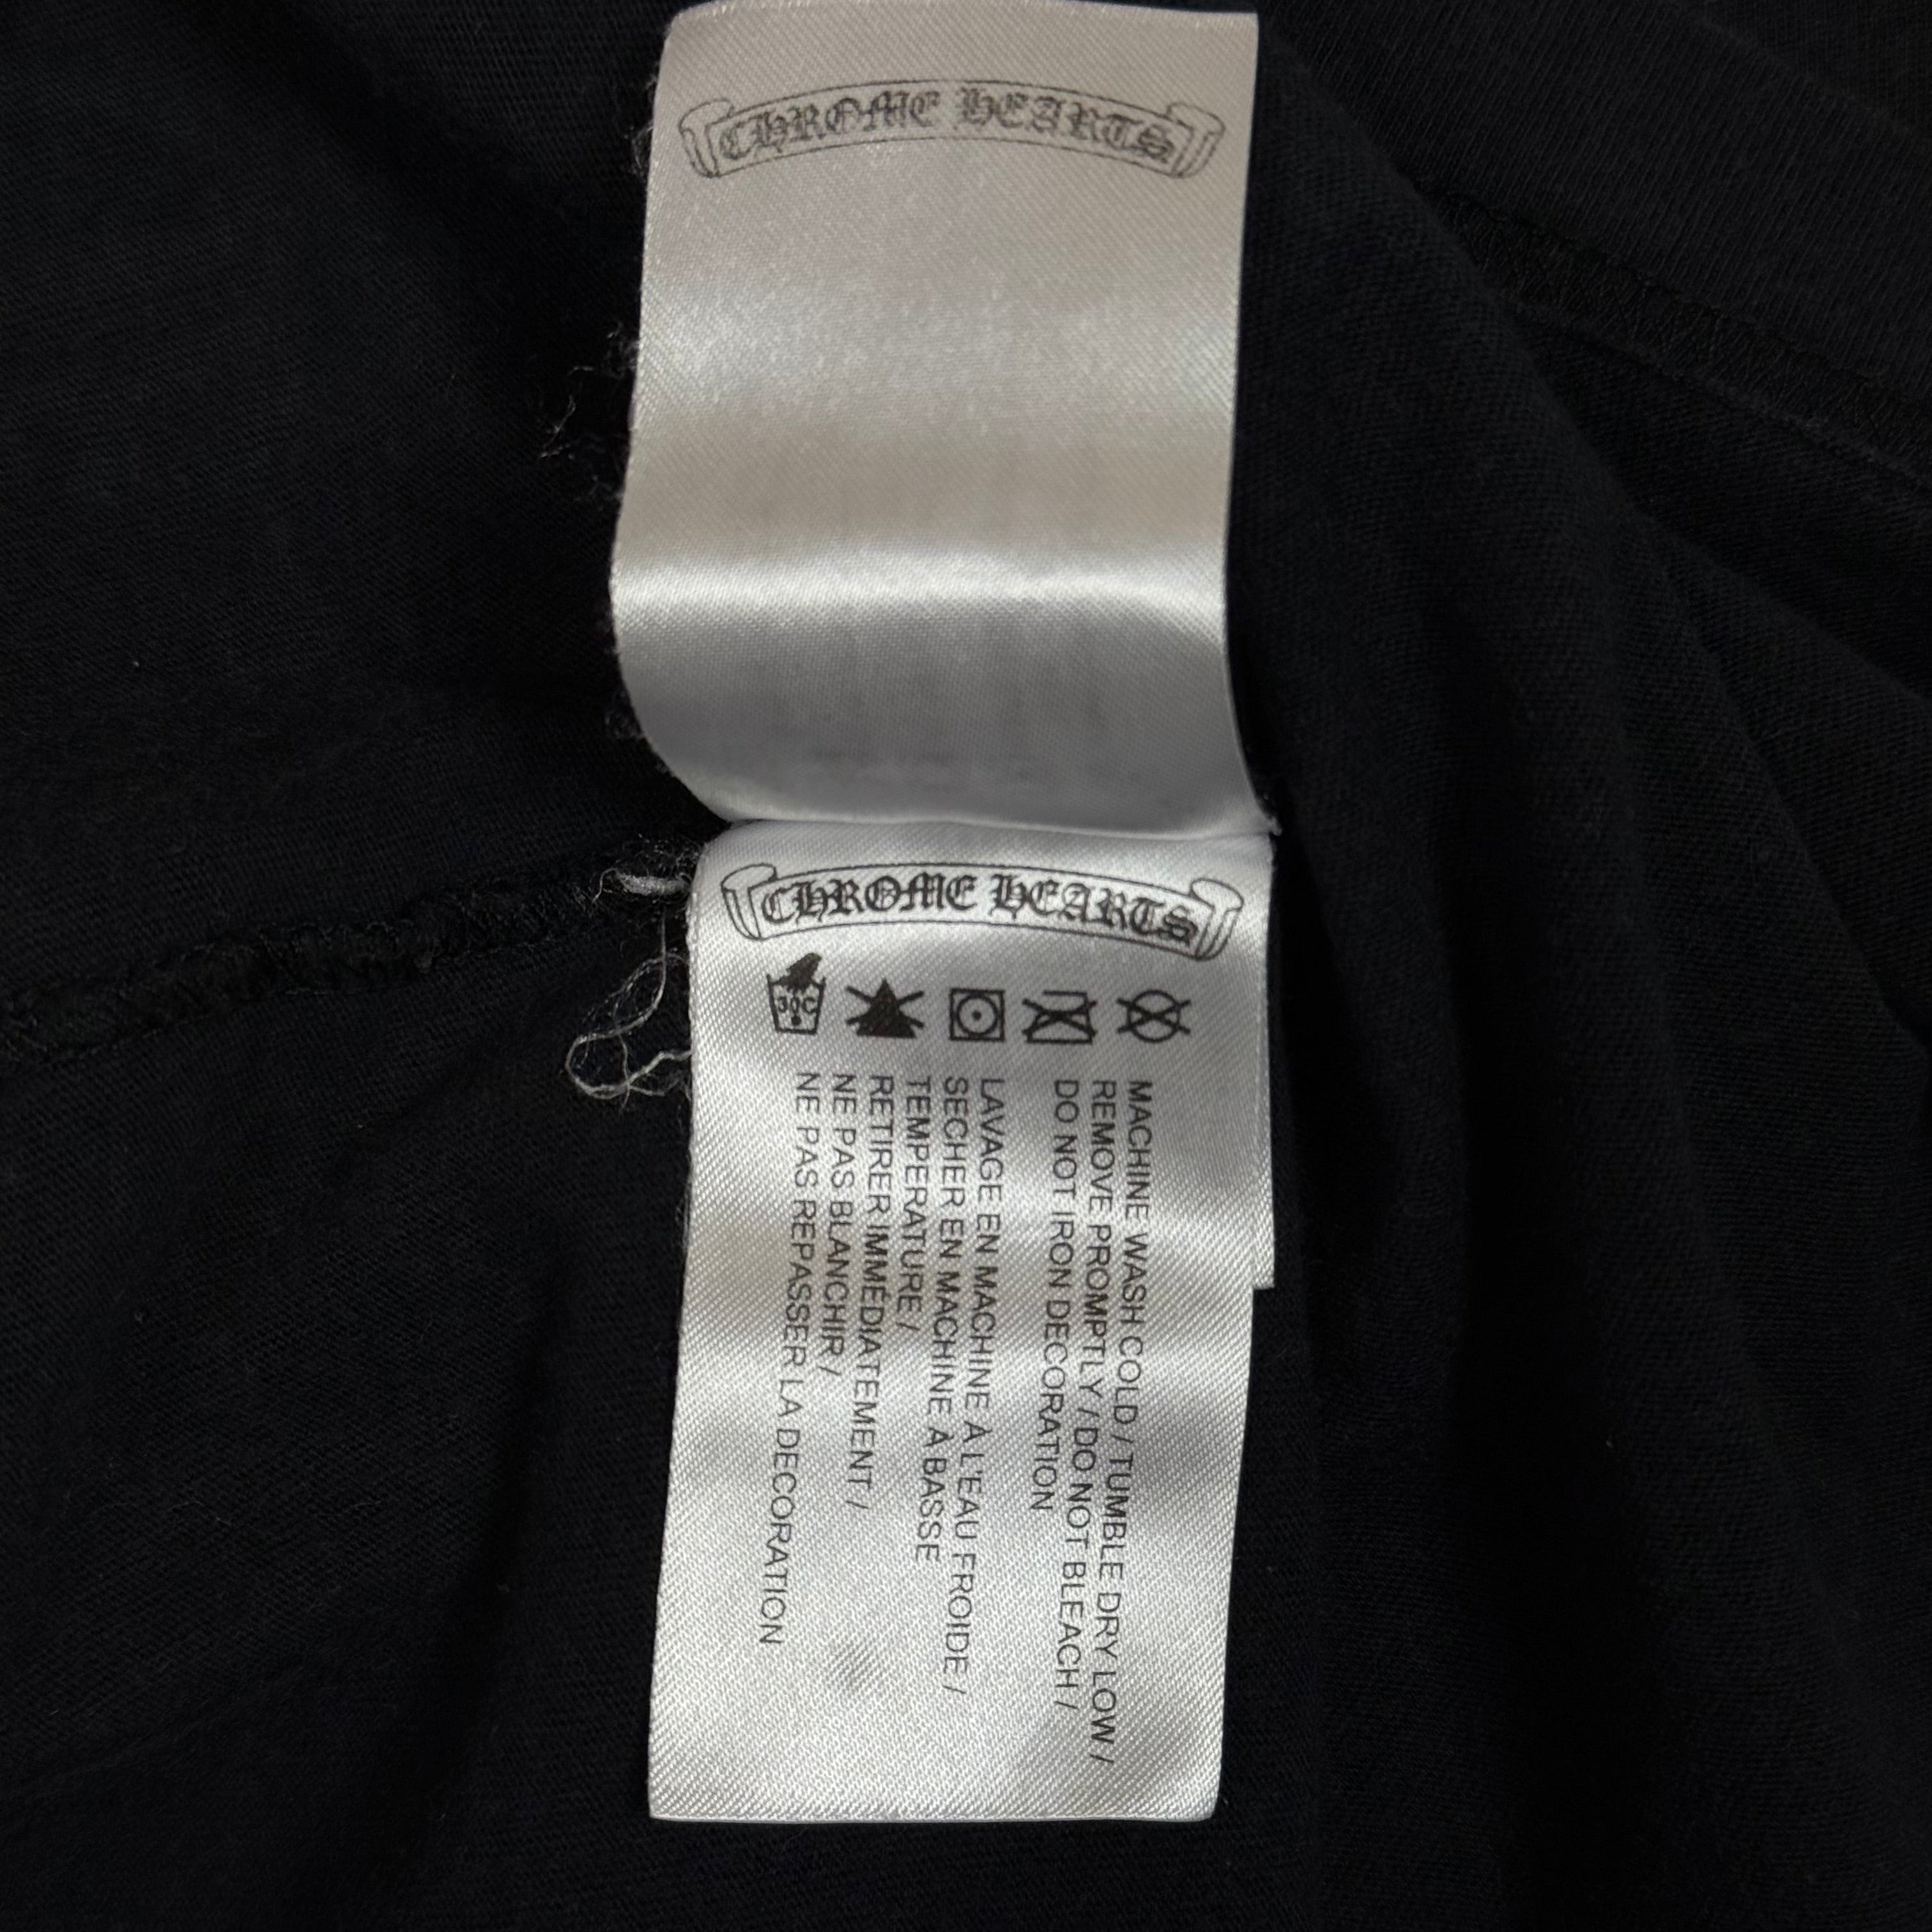 CHROME HEARTS
CHROME HEARTS
30C
MACHINE WASH COLD / TUMBLE DRY LOW /
REMOVE PROMPTLY / DO NOT BLEACH /
DO NOT IRON DECORATION
LAVAGE EN MACHINE À L'EAU FROIDE /
SECHER EN MACHINE À BASSE
TEMPERATURE /
RETIRER IMMÉDIATEMENT /
NE PAS BLANCHIR /
NE PAS REPASSER LA DECORATION